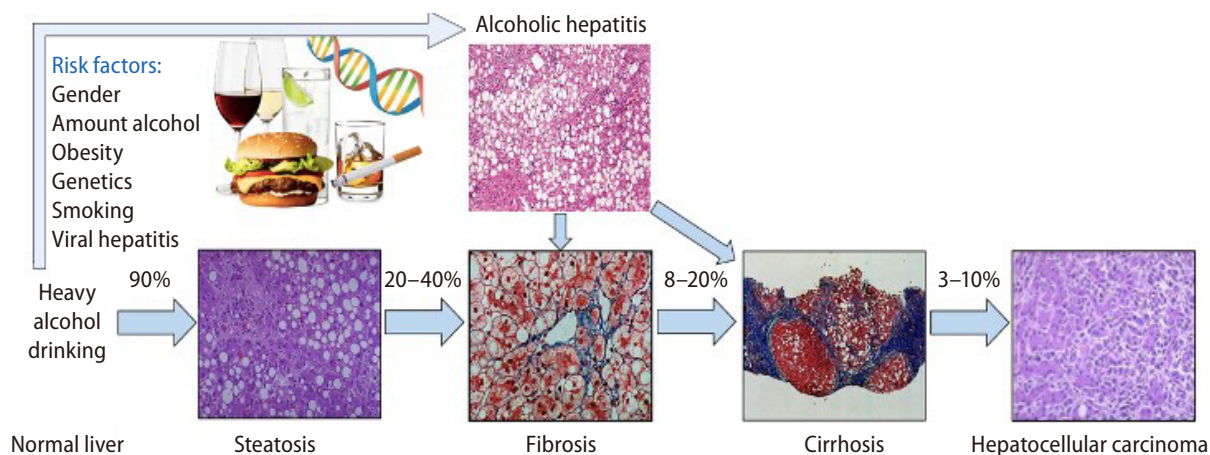 Alcoholic hepatitis
Risk factors:
Gender
Amount alcohol
Obesity
Genetics
Smoking
Viral hepatitis
Heavy
alcohol
drinking
90%
20–40%
8–20%
3–10%
Normal liver
Steatosis
Fibrosis
Cirrhosis
Hepatocellular carcinoma